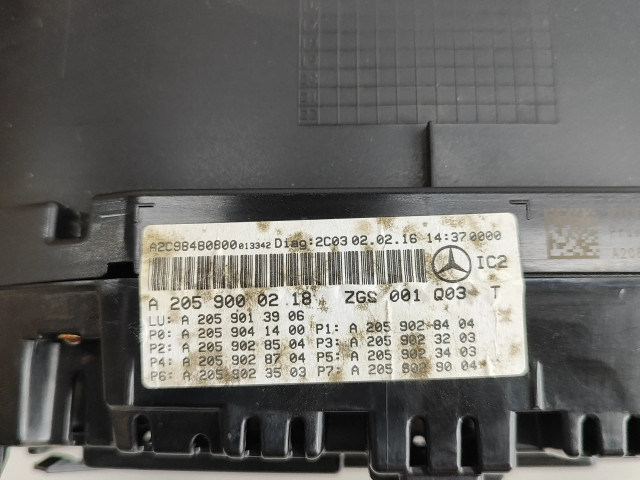 A2C98480800 013342 Diag:2C03 02.02.16 14:37 0000
IC2
A 205 900 02 18 ZGS 001 Q03 T
LU: A 205 901 39 06
P0: A 205 904 14 00 P1: A 205 902 84 04
P2: A 205 902 85 04 P3: A 205 902 32 03
P4: A 205 902 87 04 P5: A 205 902 34 03
P6: A 205 902 35 03 P7: A 205 802 90 04